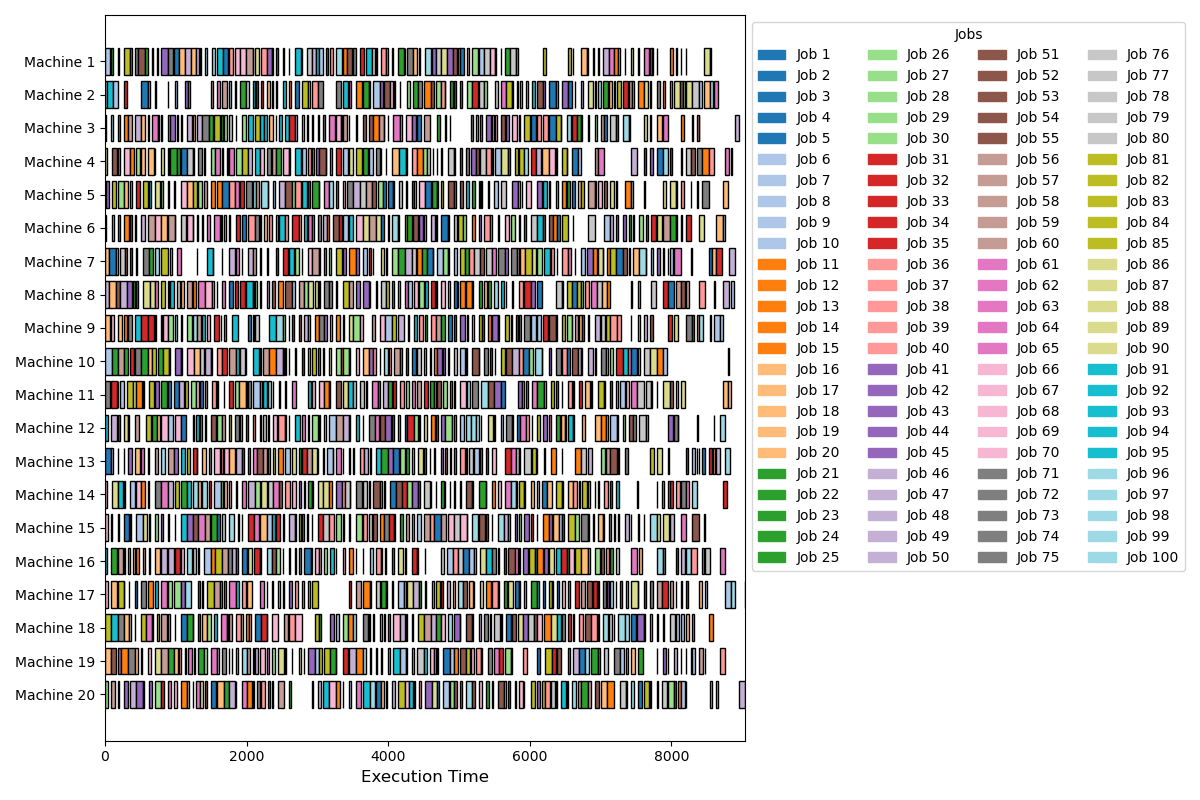 Machine 1
Machine 2
Machine 3
Machine 4
Machine 5
Machine 6
Machine 7
Machine 8
Machine 9
Machine 10
Machine 11
Machine 12
Machine 13
Machine 14
Machine 15
Machine 16
Machine 17
Machine 18
Machine 19
Machine 20
0 2000 4000 6000 8000
Execution Time
Jobs
Job 1 Job 26 Job 51 Job 76
Job 2 Job 27 Job 52 Job 77
Job 3 Job 28 Job 53 Job 78
Job 4 Job 29 Job 54 Job 79
Job 5 Job 30 Job 55 Job 80
Job 6 Job 31 Job 56 Job 81
Job 7 Job 32 Job 57 Job 82
Job 8 Job 33 Job 58 Job 83
Job 9 Job 34 Job 59 Job 84
Job 10 Job 35 Job 60 Job 85
Job 11 Job 36 Job 61 Job 86
Job 12 Job 37 Job 62 Job 87
Job 13 Job 38 Job 63 Job 88
Job 14 Job 39 Job 64 Job 89
Job 15 Job 40 Job 65 Job 90
Job 16 Job 41 Job 66 Job 91
Job 17 Job 42 Job 67 Job 92
Job 18 Job 43 Job 68 Job 93
Job 19 Job 44 Job 69 Job 94
Job 20 Job 45 Job 70 Job 95
Job 21 Job 46 Job 71 Job 96
Job 22 Job 47 Job 72 Job 97
Job 23 Job 48 Job 73 Job 98
Job 24 Job 49 Job 74 Job 99
Job 25 Job 50 Job 75 Job 100